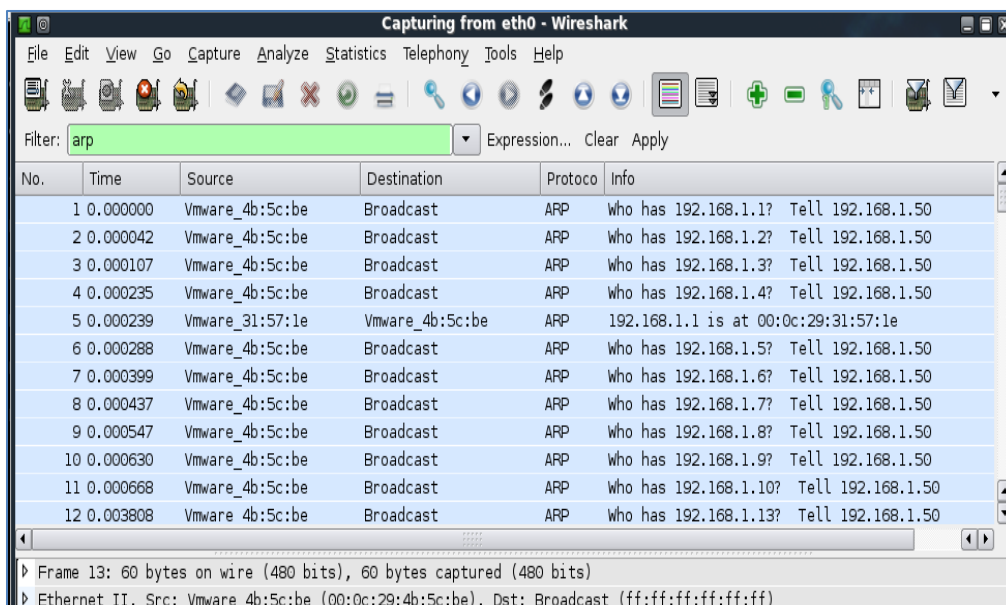 Capturing from eth0 - Wireshark
File Edit View Go Capture Analyze Statistics Telephony Tools Help
Filter: arp Expression... Clear Apply
No. Time Source Destination Protoco Info
1 0.000000 Vmware_4b:5c:be Broadcast ARP Who has 192.168.1.1? Tell 192.168.1.50
2 0.000042 Vmware_4b:5c:be Broadcast ARP Who has 192.168.1.2? Tell 192.168.1.50
3 0.000107 Vmware_4b:5c:be Broadcast ARP Who has 192.168.1.3? Tell 192.168.1.50
4 0.000235 Vmware_4b:5c:be Broadcast ARP Who has 192.168.1.4? Tell 192.168.1.50
5 0.000239 Vmware_31:57:1e Vmware_4b:5c:be ARP 192.168.1.1 is at 00:0c:29:31:57:1e
6 0.000288 Vmware_4b:5c:be Broadcast ARP Who has 192.168.1.5? Tell 192.168.1.50
7 0.000399 Vmware_4b:5c:be Broadcast ARP Who has 192.168.1.6? Tell 192.168.1.50
8 0.000437 Vmware_4b:5c:be Broadcast ARP Who has 192.168.1.7? Tell 192.168.1.50
9 0.000547 Vmware_4b:5c:be Broadcast ARP Who has 192.168.1.8? Tell 192.168.1.50
10 0.000630 Vmware_4b:5c:be Broadcast ARP Who has 192.168.1.9? Tell 192.168.1.50
11 0.000668 Vmware_4b:5c:be Broadcast ARP Who has 192.168.1.10? Tell 192.168.1.50
12 0.003808 Vmware_4b:5c:be Broadcast ARP Who has 192.168.1.13? Tell 192.168.1.50
Frame 13: 60 bytes on wire (480 bits), 60 bytes captured (480 bits)
Ethernet II, Src: Vmware_4b:5c:be (00:0c:29:4b:5c:be), Dst: Broadcast (ff:ff:ff:ff:ff:ff)